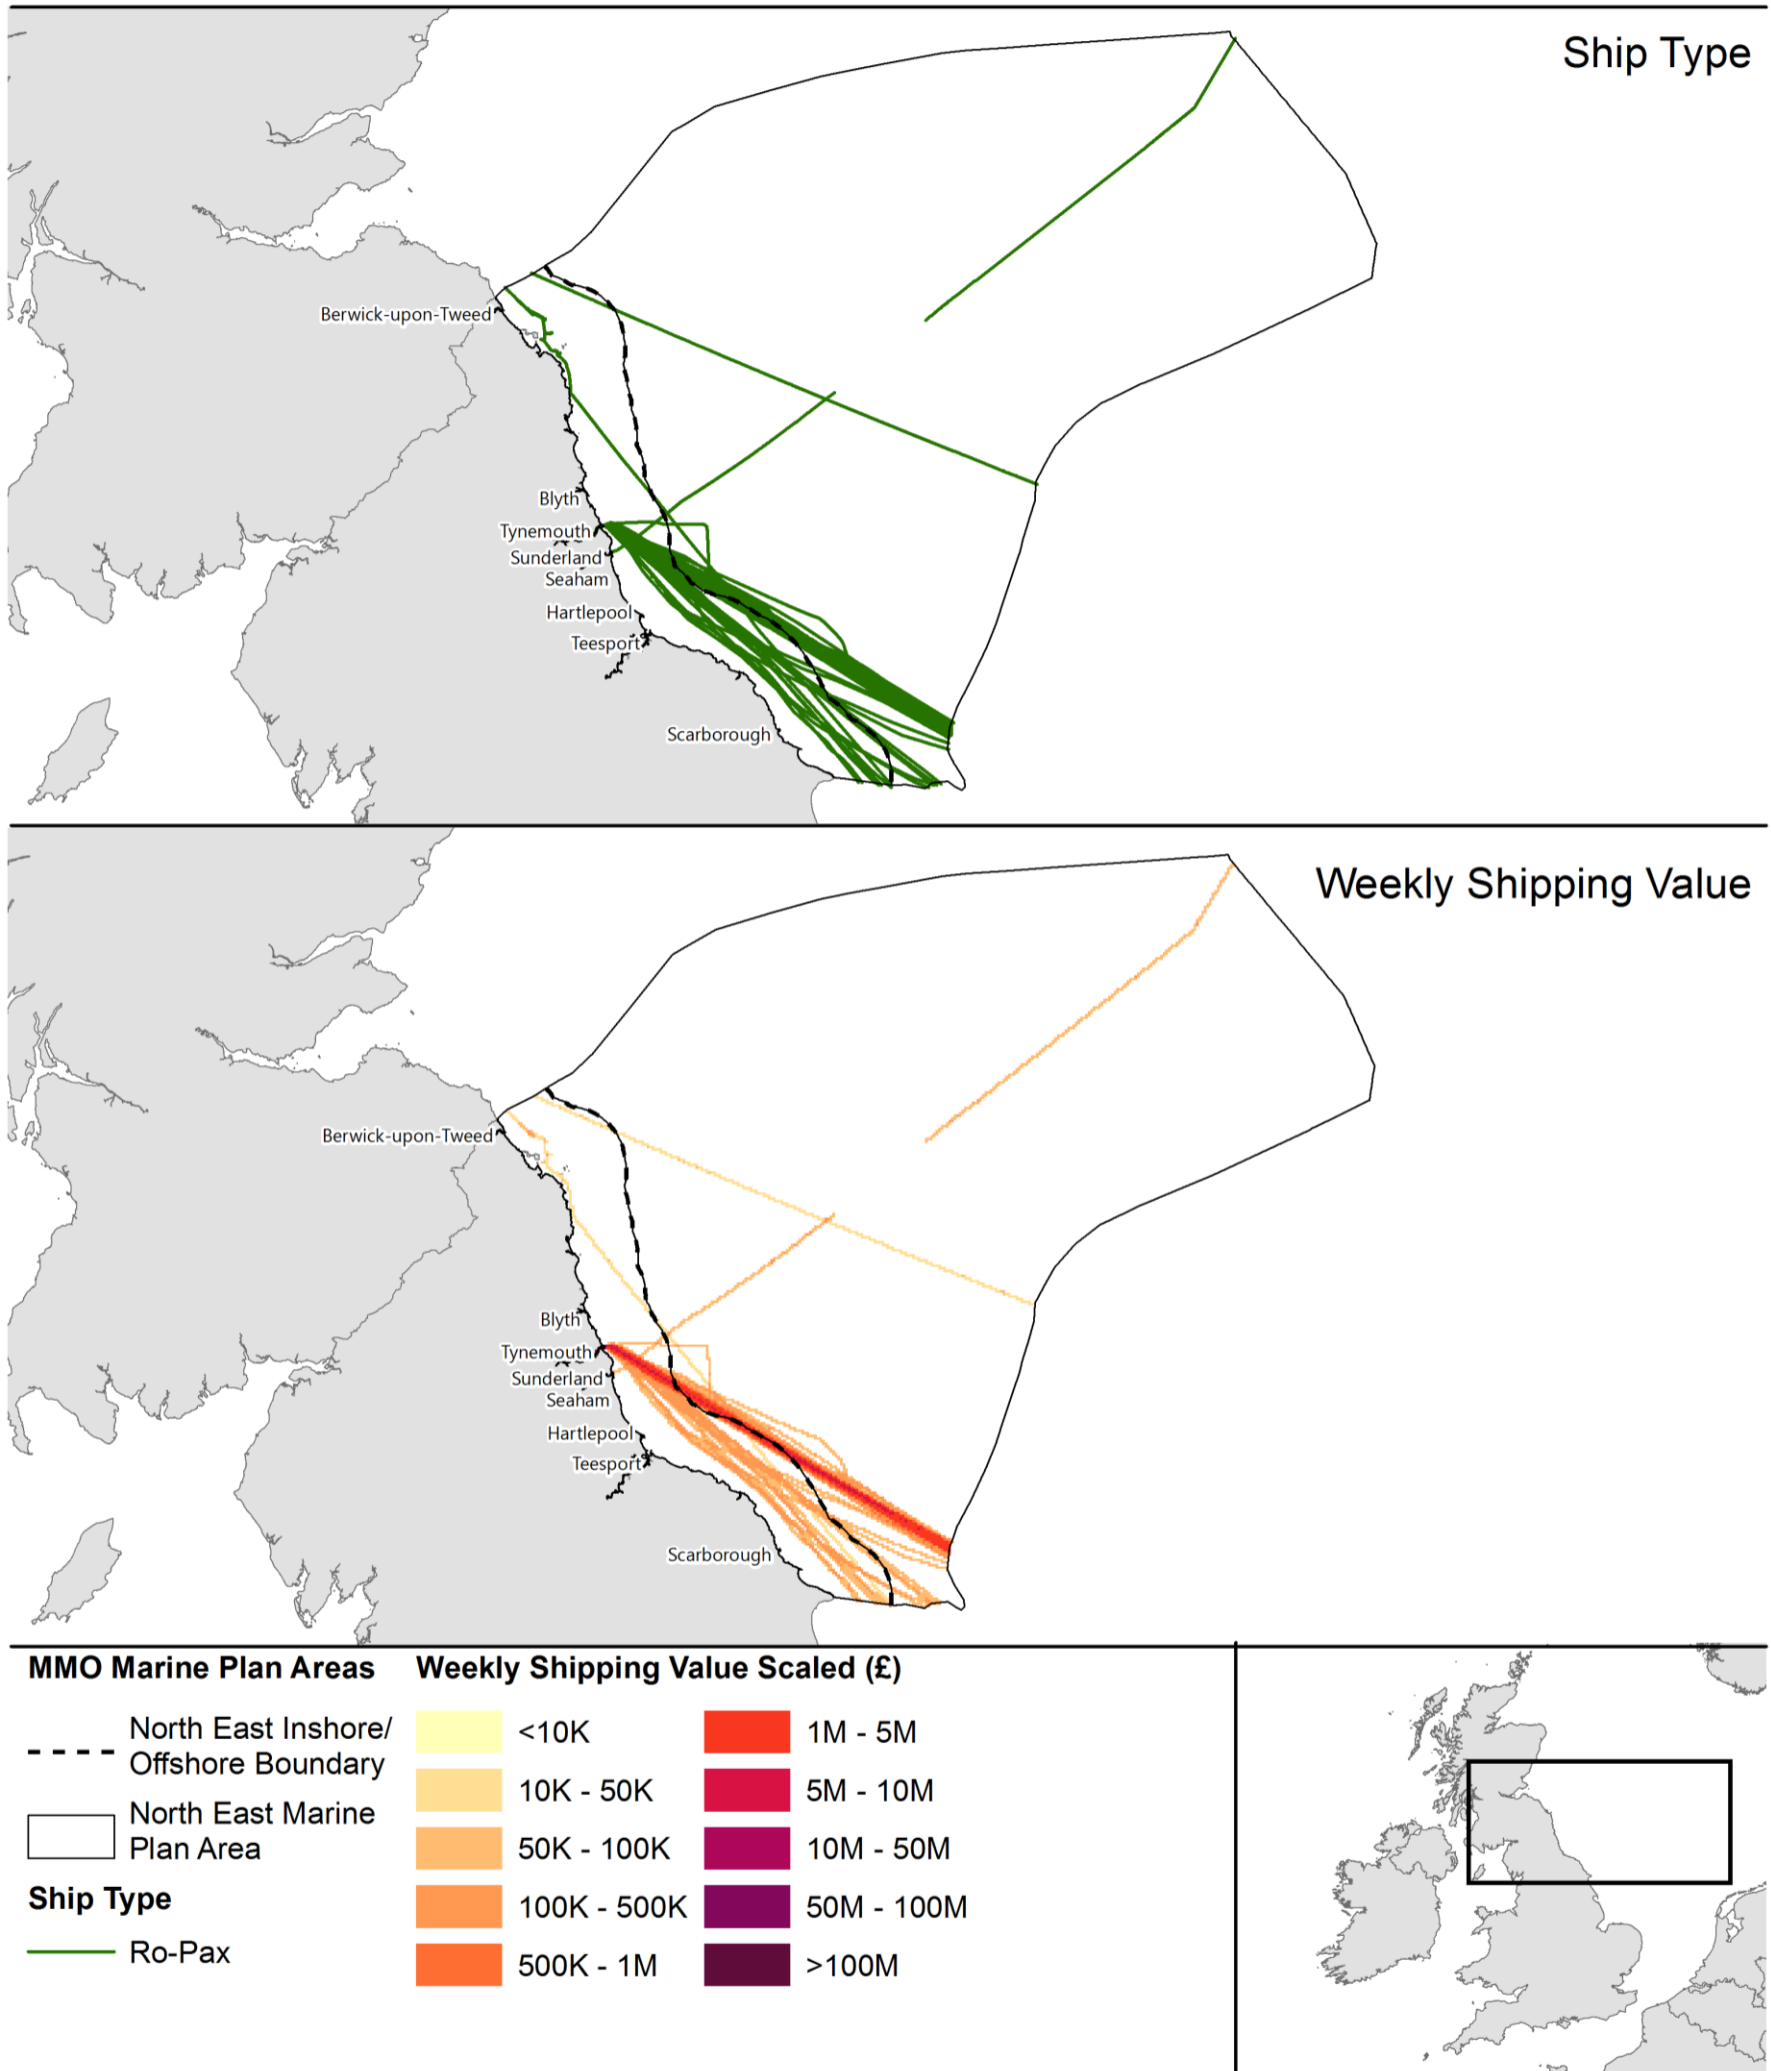 Ship Type
Berwick-upon-Tweed
Blyth
Tynemouth
Sunderland
Seaham
Hartlepool
Teesport
Scarborough
Weekly Shipping Value
Berwick-upon-Tweed
Blyth
Tynemouth
Sunderland
Seaham
Hartlepool
Teesport
Scarborough
MMO Marine Plan Areas
North East Inshore/
Offshore Boundary
North East Marine
Plan Area
Ship Type
Ro-Pax
Weekly Shipping Value Scaled (£)
<10K
10K - 50K
50K - 100K
100K - 500K
500K - 1M
1M - 5M
5M - 10M
10M - 50M
50M - 100M
>100M